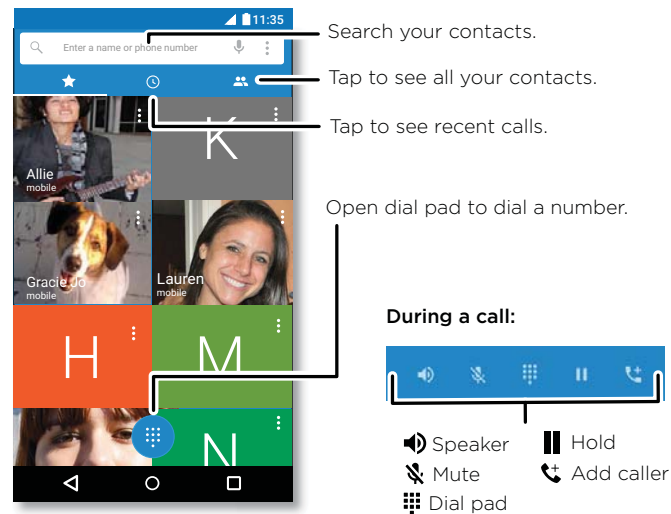 11:35
Enter a name or phone number
Search your contacts.
Tap to see all your contacts.
Tap to see recent calls.
Allie
mobile
K
Open dial pad to dial a number.
Gracie Jo
mobile
Lauren
mobile
H
M
N
During a call:
Speaker
Hold
Mute
Add caller
Dial pad